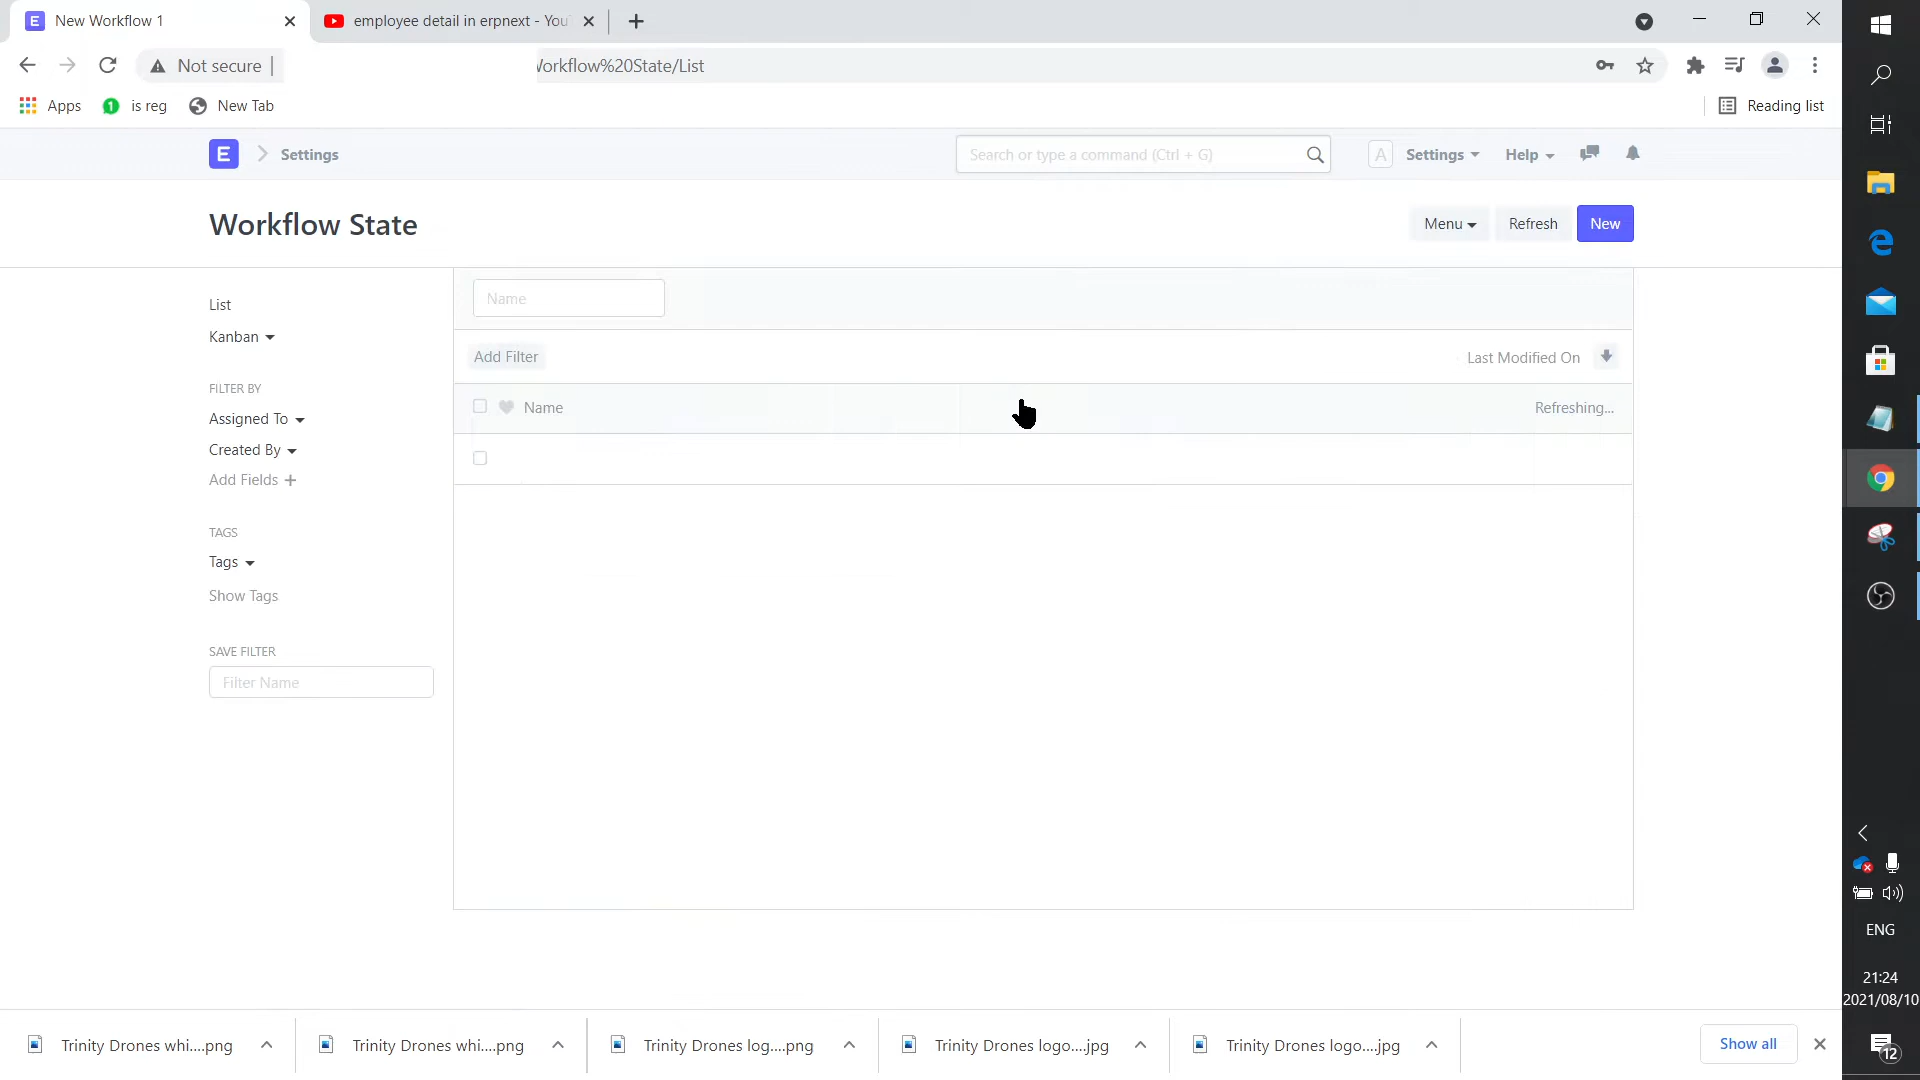 New Workflow 1
employee detail in erpnext - You
Not secure
Workflow%20State/List
Apps
1
is reg
New Tab
Reading list
E
Settings
Search or type a command (Ctrl + G)
A
Settings
Help
Workflow State
Menu
Refresh
New
List
Kanban
FILTER BY
Assigned To
Created By
Add Fields
TAGS
Tags
Show Tags
SAVE FILTER
Filter Name
Name
Add Filter
Last Modified On
Name
Refreshing...
Trinity Drones whi....png
Trinity Drones whi....png
Trinity Drones log....png
Trinity Drones logo....jpg
Trinity Drones logo....jpg
Show all
ENG
21:24
2021/08/10
12